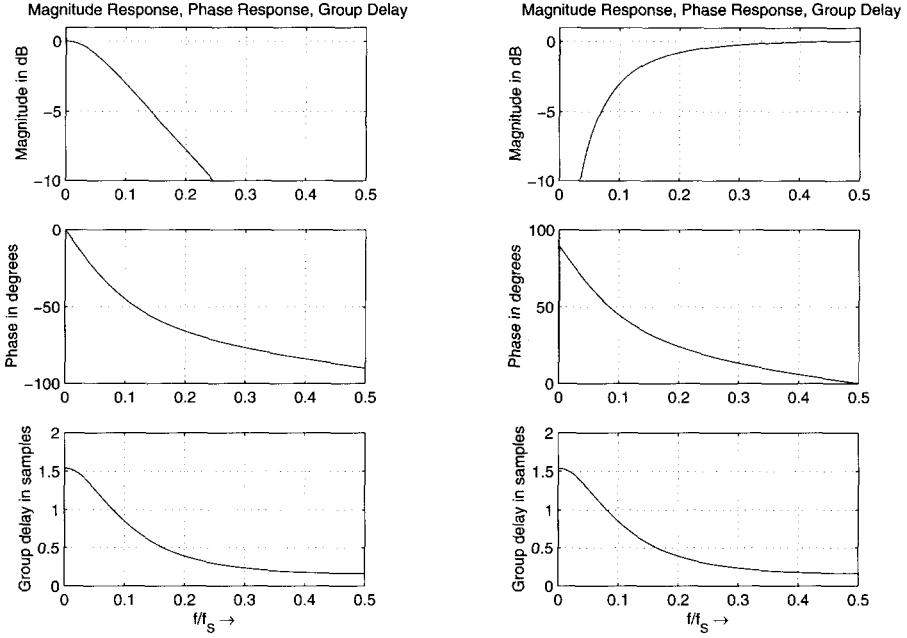 Magnitude Response, Phase Response, Group Delay
Magnitude in dB
0
−5
−10
0 0.1 0.2 0.3 0.4 0.5
Phase in degrees
0
−50
−100
0 0.1 0.2 0.3 0.4 0.5
Group delay in samples
2
1.5
1
0.5
0
0 0.1 0.2 0.3 0.4 0.5
f/fS →
Magnitude Response, Phase Response, Group Delay
Magnitude in dB
0
−5
−10
0 0.1 0.2 0.3 0.4 0.5
Phase in degrees
100
50
0
0 0.1 0.2 0.3 0.4 0.5
Group delay in samples
2
1.5
1
0.5
0
0 0.1 0.2 0.3 0.4 0.5
f/fS →